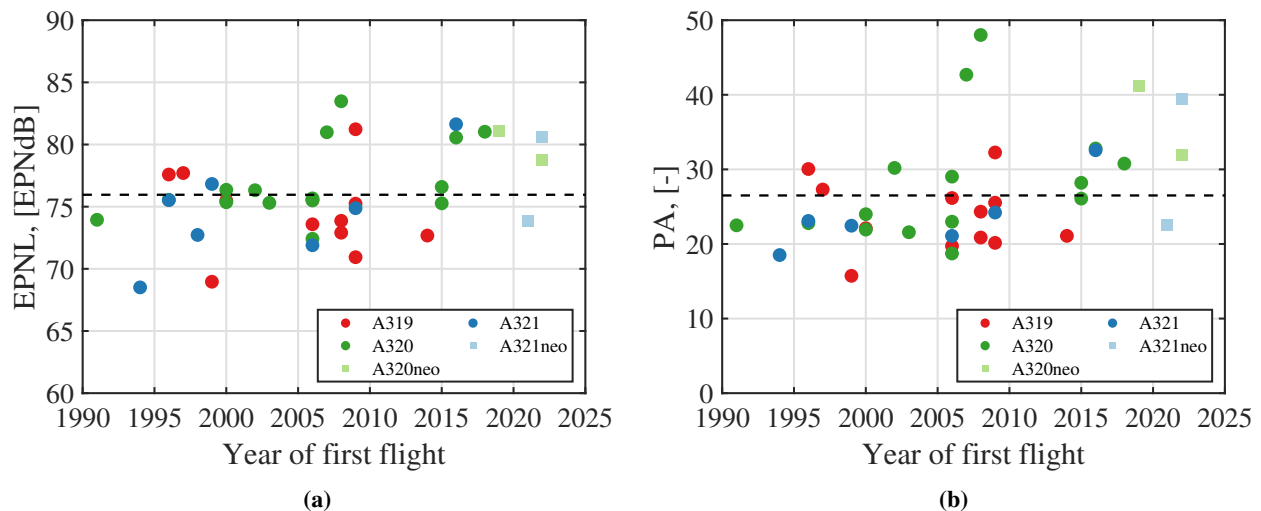 90
85
80
75
70
65
60
EPNL, [EPNdB]
A319
A321
A320
A321neo
A320neo
1990 1995 2000 2005 2010 2015 2020 2025
Year of first flight
(a)
50
40
30
20
10
0
PA, [-]
A319
A321
A320
A321neo
A320neo
1990 1995 2000 2005 2010 2015 2020 2025
Year of first flight
(b)